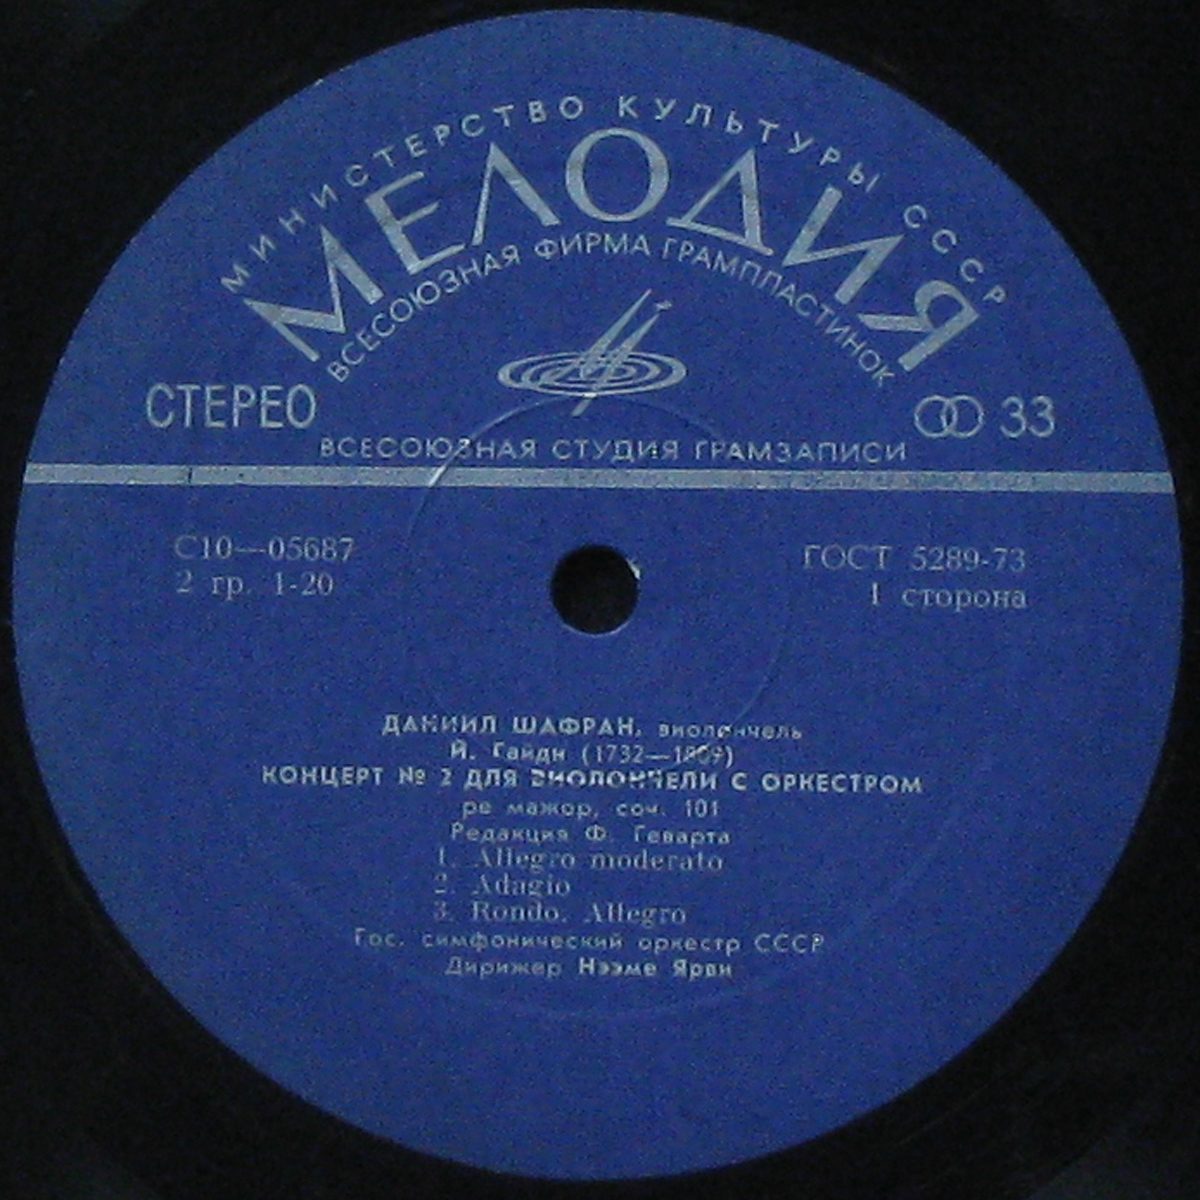 МИНИСТЕРСТВО КУЛЬТУРЫ СССР
МЕЛОДИЯ
ВСЕСОЮЗНАЯ ФИРМА ГРАМПЛАСТИНОК
СТЕРЕО
33
ВСЕСОЮЗНАЯ СТУДИЯ ГРАМЗАПИСИ
С10—05687
ГОСТ 5289-73
2 гр. 1-20
1 сторона
ДАНИИЛ ШАФРАН, виолончель
Й. Гайдн (1732—1809)
КОНЦЕРТ № 2 ДЛЯ ВИОЛОНЧЕЛИ С ОРКЕСТРОМ
ре мажор, соч. 101
Редакция Ф. Геварта
1. Allegro moderato
2. Adagio
3. Rondo. Allegro
Гос. симфонический оркестр СССР
Дирижер Нээме Ярви